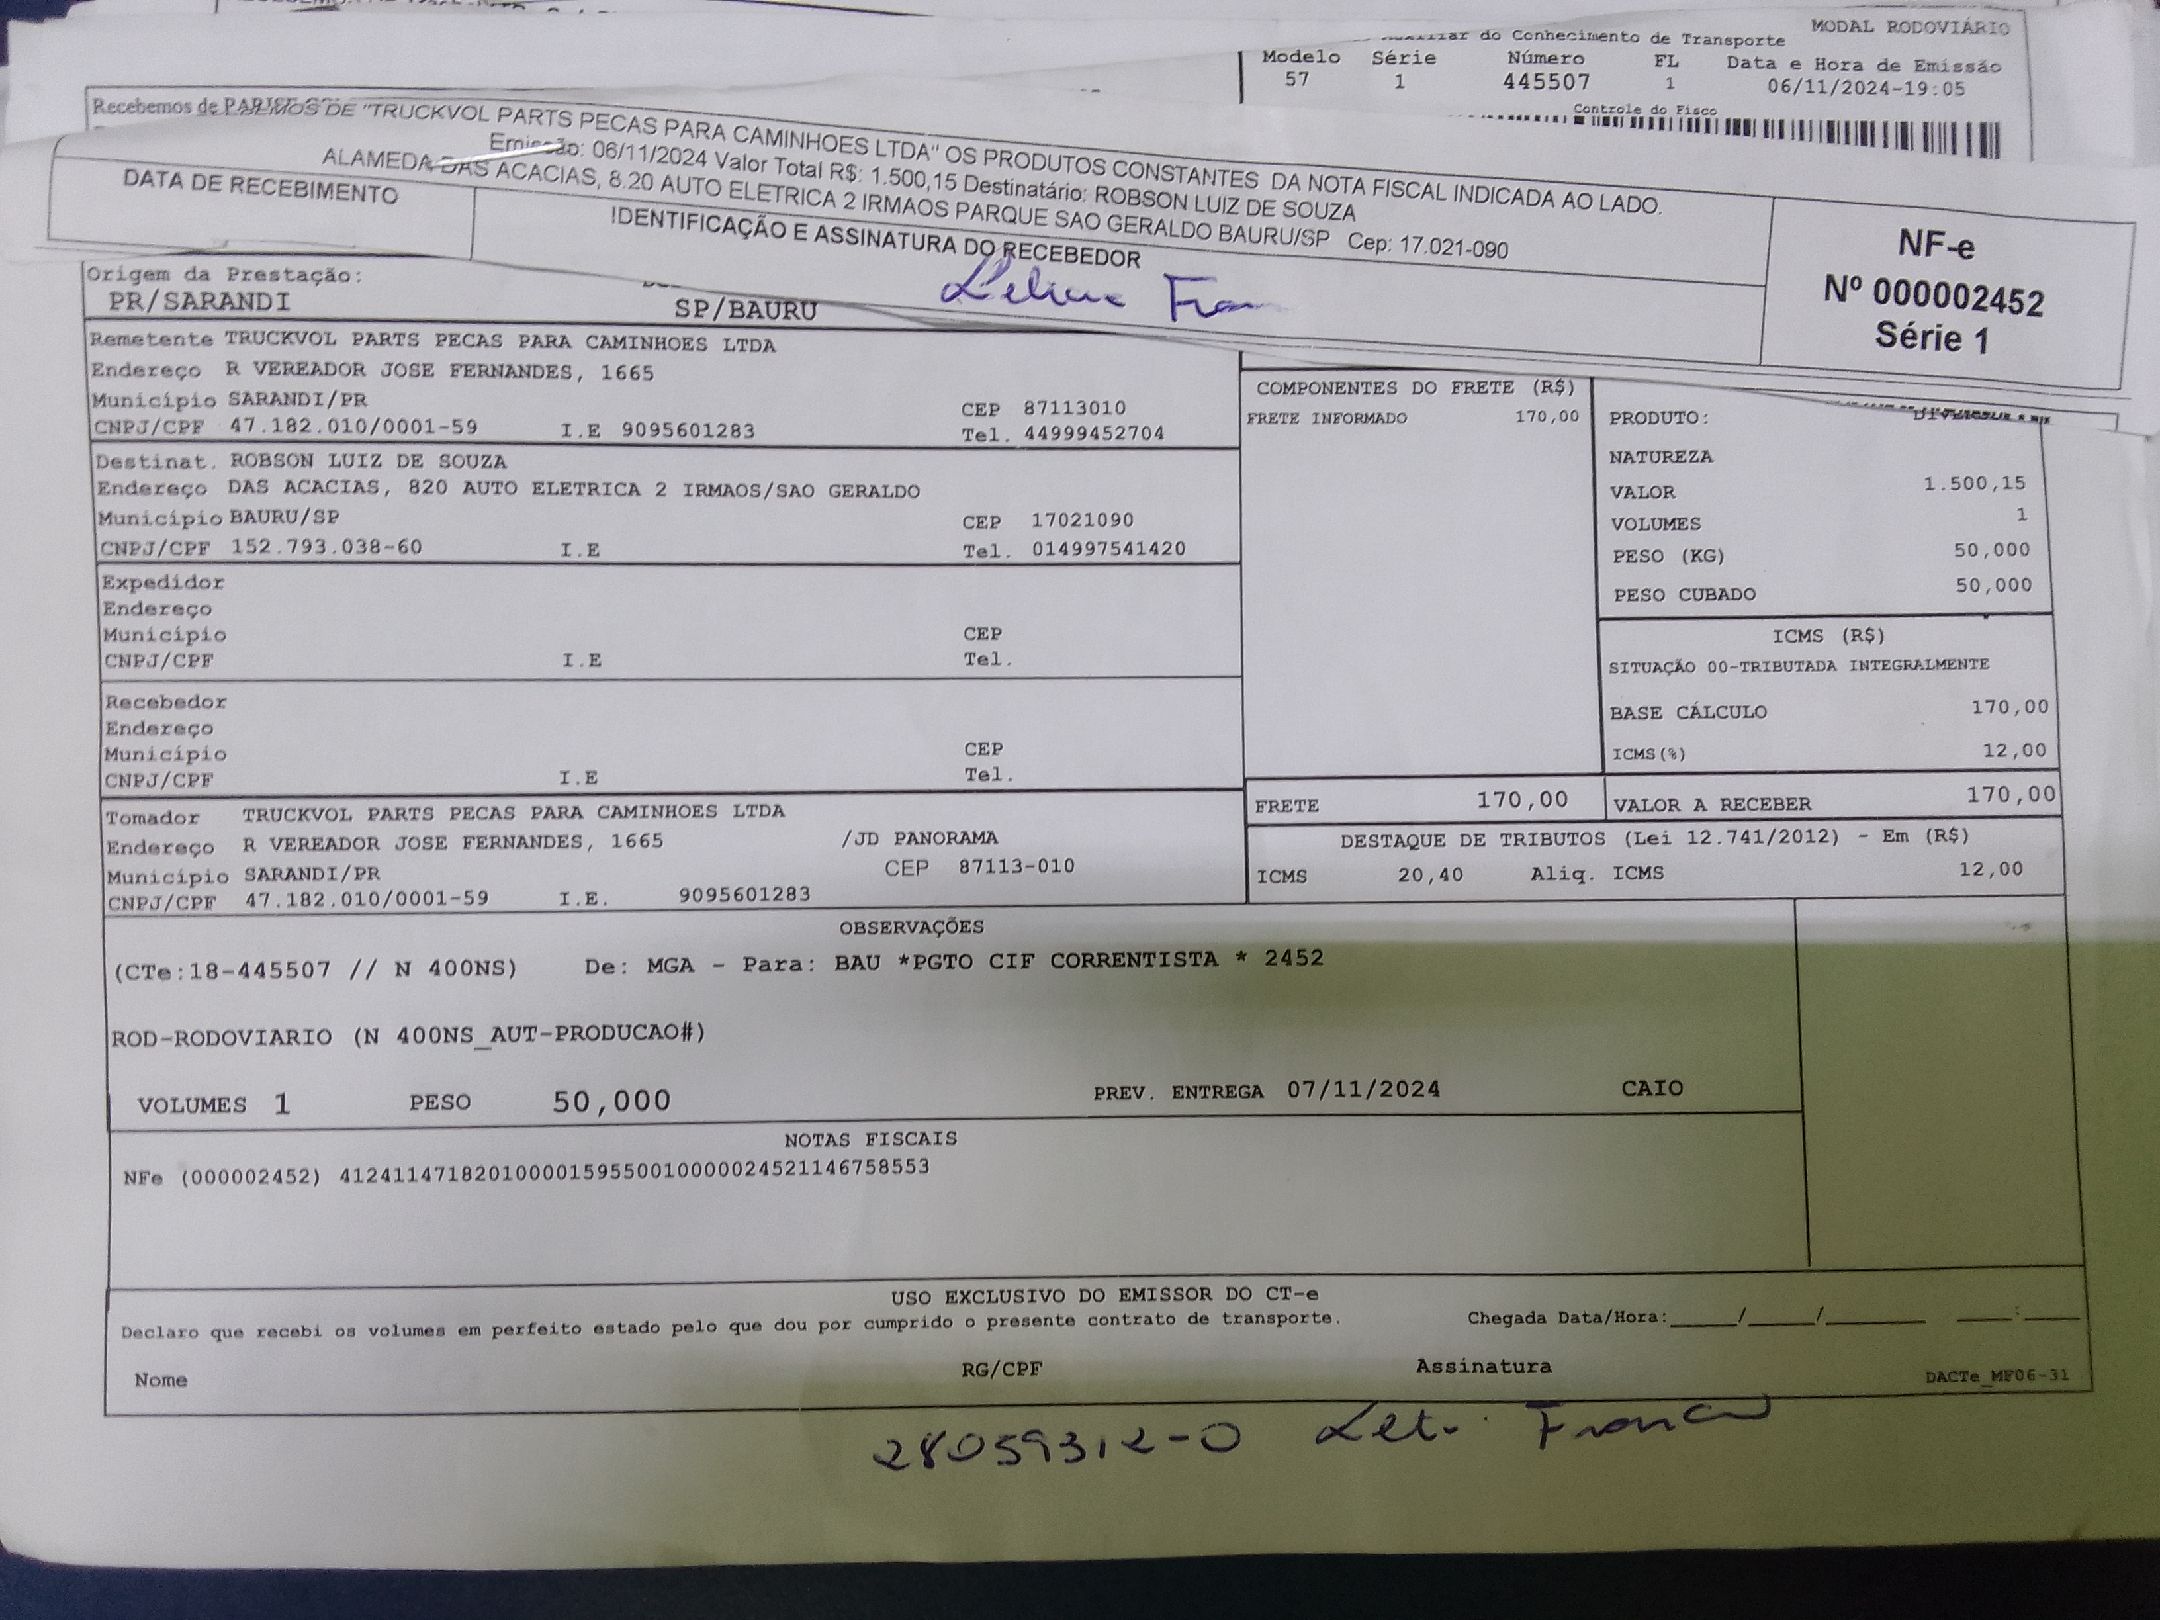 MODAL RODOVIÁRIO
do Conhecimento de Transporte
Modelo Série Número FL Data e Hora de Emissão
57 1 445507 1 06/11/2024-19:05
Controle do Fisco
Recebemos de
DE "TRUCKVOL PARTS PECAS PARA CAMINHOES LTDA" OS PRODUTOS CONSTANTES DA NOTA FISCAL INDICADA AO LADO.
Emissão: 06/11/2024 Valor Total R$: 1.500,15 Destinatário: ROBSON LUIZ DE SOUZA
ALAMEDA DAS ACACIAS, 8.20 AUTO ELETRICA 2 IRMAOS PARQUE SAO GERALDO BAURU/SP Cep: 17.021-090
DATA DE RECEBIMENTO
IDENTIFICAÇÃO E ASSINATURA DO RECEBEDOR
NF-e
Nº 000002452
Série 1
Origem da Prestação:
PR/SARANDI
SP/BAURU
Remetente TRUCKVOL PARTS PECAS PARA CAMINHOES LTDA
Endereço R VEREADOR JOSE FERNANDES, 1665
Município SARANDI/PR CEP 87113010
CNPJ/CPF 47.182.010/0001-59 I.E 9095601283 Tel. 44999452704
Destinat. ROBSON LUIZ DE SOUZA
Endereço DAS ACACIAS, 820 AUTO ELETRICA 2 IRMAOS/SAO GERALDO
Município BAURU/SP CEP 17021090
CNPJ/CPF 152.793.038-60 I.E Tel. 014997541420
Expedidor
Endereço
Município CEP
CNPJ/CPF I.E Tel.
Recebedor
Endereço
Município CEP
CNPJ/CPF I.E Tel.
Tomador TRUCKVOL PARTS PECAS PARA CAMINHOES LTDA
Endereço R VEREADOR JOSE FERNANDES, 1665 /JD PANORAMA
Município SARANDI/PR CEP 87113-010
CNPJ/CPF 47.182.010/0001-59 I.E. 9095601283
COMPONENTES DO FRETE (R$)
FRETE INFORMADO 170,00
PRODUTO:
NATUREZA
VALOR 1.500,15
VOLUMES 1
PESO (KG) 50,000
PESO CUBADO 50,000
ICMS (R$)
SITUAÇÃO 00-TRIBUTADA INTEGRALMENTE
BASE CÁLCULO 170,00
ICMS(%) 12,00
FRETE 170,00 VALOR A RECEBER 170,00
DESTAQUE DE TRIBUTOS (Lei 12.741/2012) - Em (R$)
ICMS 20,40 Aliq. ICMS 12,00
OBSERVAÇÕES
(CTe:18-445507 // N 400NS) De: MGA - Para: BAU *PGTO CIF CORRENTISTA * 2452
ROD-RODOVIARIO (N 400NS_AUT-PRODUCAO#)
VOLUMES 1 PESO 50,000 PREV. ENTREGA 07/11/2024 CAIO
NOTAS FISCAIS
NFe (000002452) 41241147182010000159550010000024521146758553
USO EXCLUSIVO DO EMISSOR DO CT-e
Declaro que recebi os volumes em perfeito estado pelo que dou por cumprido o presente contrato de transporte. Chegada Data/Hora:_____/_____/_______ ____:____
Nome RG/CPF Assinatura DACTe_MF06-31
28059312-0